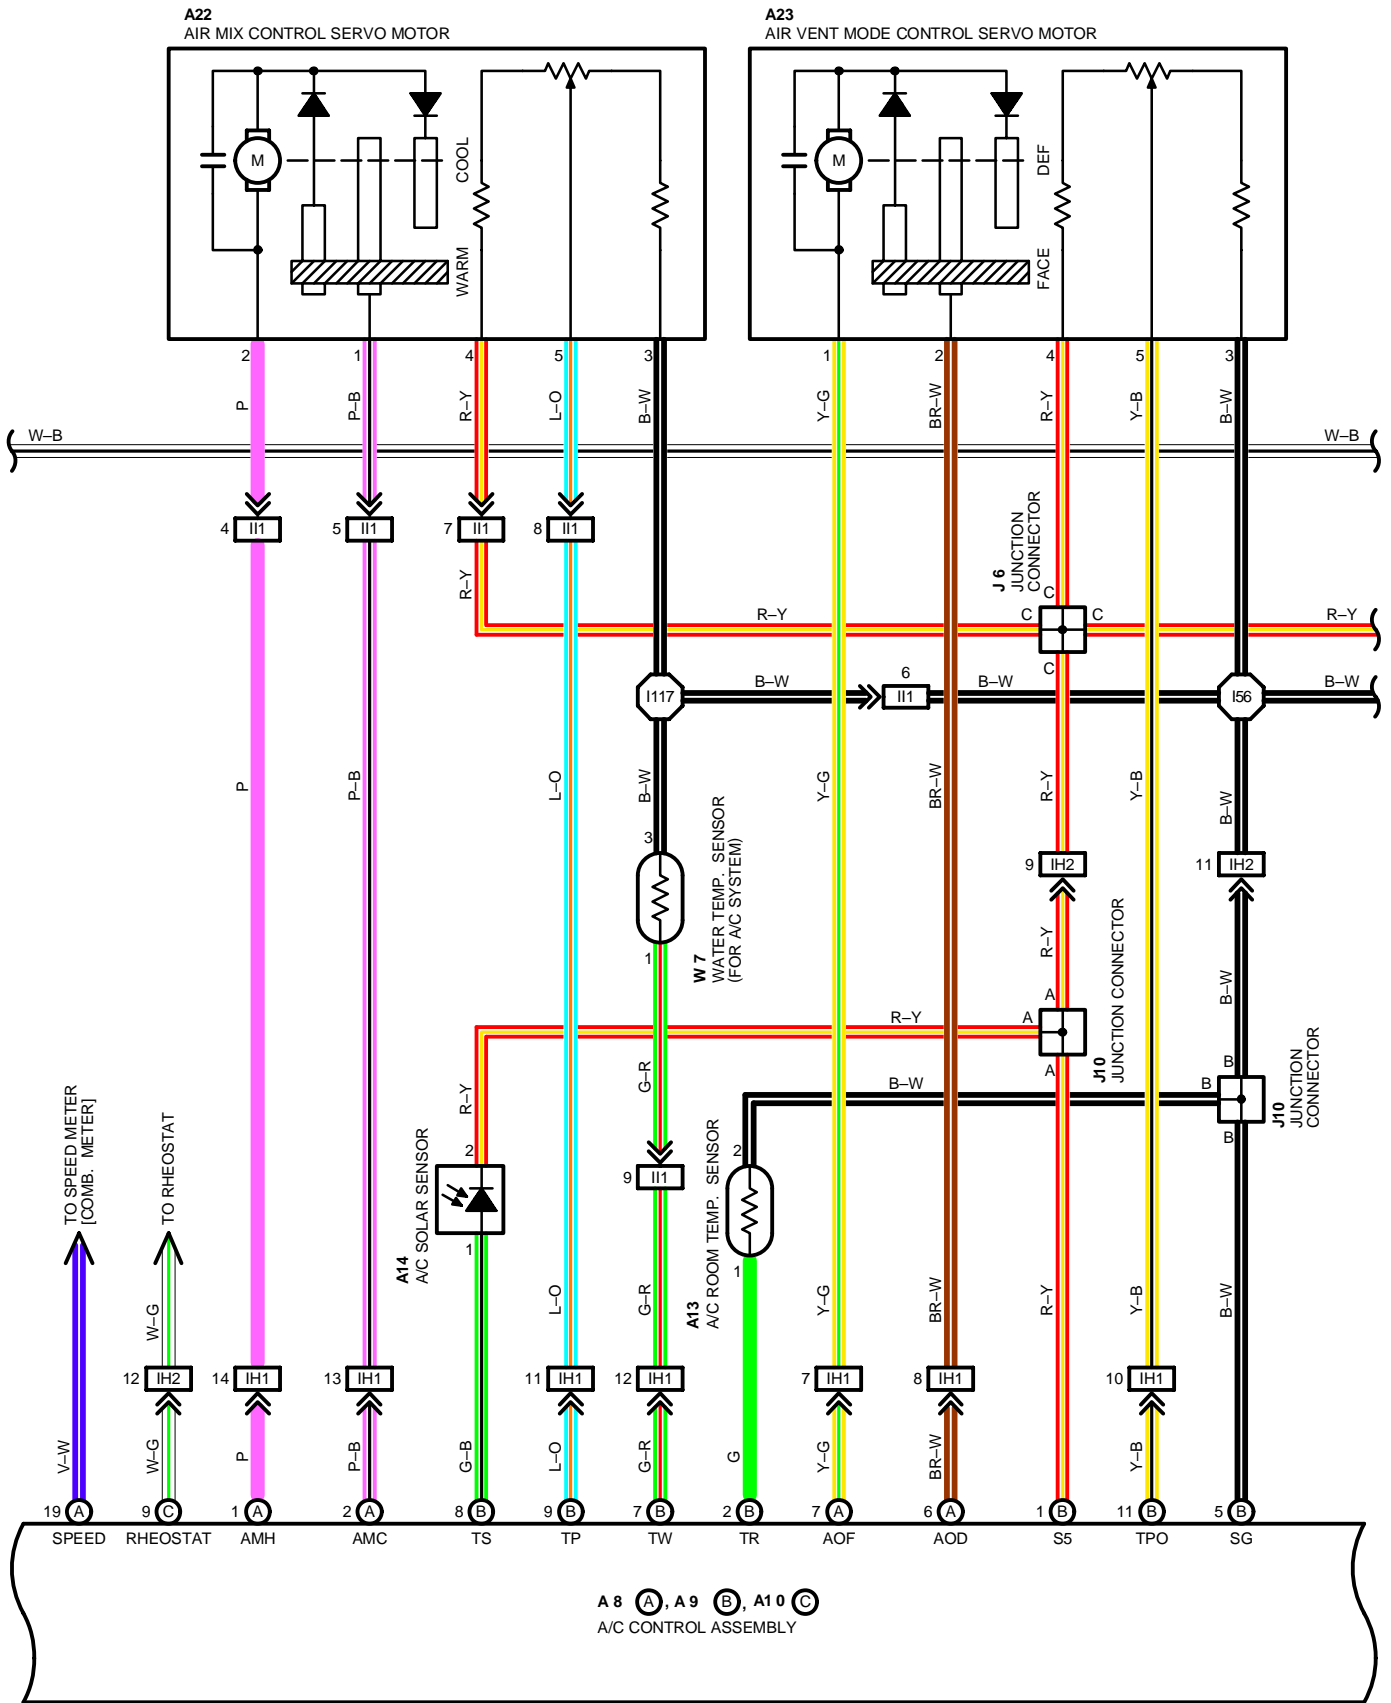 A22
AIR MIX CONTROL SERVO MOTOR
A23
AIR VENT MODE CONTROL SERVO MOTOR
M
COOL
WARM
M
DEF
FACE
2 1 4 5 3 1 2 4 5 3
P P–B R–Y L–O B–W Y–G BR–W R–Y Y–B B–W
W–B W–B
4 II1 5 II1 7 II1 8 II1
J 6
JUNCTION
CONNECTOR
R–Y R–Y C C C C R–Y
I117 B–W 6 II1 B–W I56 B–W
P P–B L–O B–W Y–G BR–W R–Y Y–B B–W
3
9 IH2 11 IH2
1
W 7
WATER TEMP. SENSOR
(FOR A/C SYSTEM)
R–Y B–W
R–Y A A A
J10
JUNCTION CONNECTOR
G–R
B–W B B B
J10
JUNCTION
CONNECTOR
R–Y
TO SPEED METER
[COMB. METER]
TO RHEOSTAT
2
1
A14
A/C SOLAR SENSOR
9 II1
2
1
A13
A/C ROOM TEMP. SENSOR
W–G L–O G–R Y–G BR–W R–Y Y–B B–W
12 IH2 14 IH1 13 IH1 11 IH1 12 IH1 7 IH1 8 IH1 10 IH1
V–W W–G P P–B G–B L–O G–R G Y–G BR–W Y–B
19 A 9 C 1 A 2 A 8 B 9 B 7 B 2 B 7 A 6 A 1 B 11 B 5 B
SPEED RHEOSTAT AMH AMC TS TP TW TR AOF AOD S5 TPO SG
A 8 A , A 9 B , A10 C
A/C CONTROL ASSEMBLY